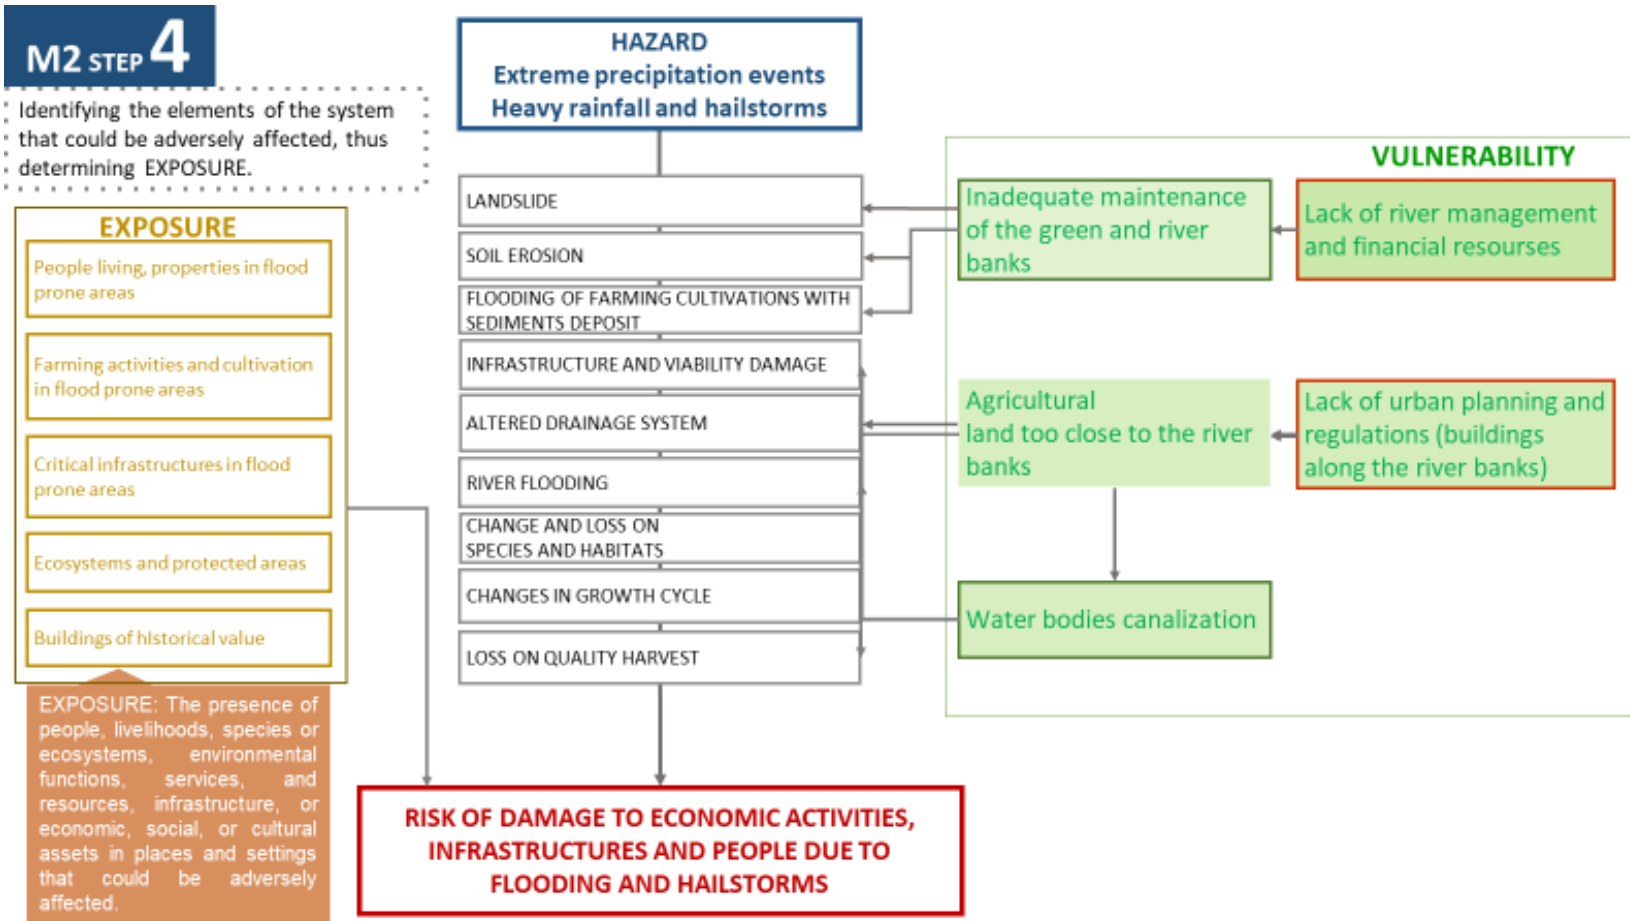 M2 STEP 4
Identifying the elements of the system
that could be adversely affected, thus
determining EXPOSURE.
EXPOSURE
People living, properties in flood
prone areas
Farming activities and cultivation
in flood prone areas
Critical infrastructures in flood
prone areas
Ecosystems and protected areas
Buildings of hIstorical value
EXPOSURE: The presence of
people, livelihoods, species or
ecosystems, environmental
functions, services, and
resources, infrastructure, or
economic, social, or cultural
assets in places and settings
that could be adversely
affected.
HAZARD
Extreme precipitation events
Heavy rainfall and hailstorms
LANDSLIDE
SOIL EROSION
FLOODING OF FARMING CULTIVATIONS WITH
SEDIMENTS DEPOSIT
INFRASTRUCTURE AND VIABILITY DAMAGE
ALTERED DRAINAGE SYSTEM
RIVER FLOODING
CHANGE AND LOSS ON
SPECIES AND HABITATS
CHANGES IN GROWTH CYCLE
LOSS ON QUALITY HARVEST
RISK OF DAMAGE TO ECONOMIC ACTIVITIES,
INFRASTRUCTURES AND PEOPLE DUE TO
FLOODING AND HAILSTORMS
VULNERABILITY
Inadequate maintenance
of the green and river
banks
Lack of river management
and financial resourses
Agricultural
land too close to the river
banks
Lack of urban planning and
regulations (buildings
along the river banks)
Water bodies canalization